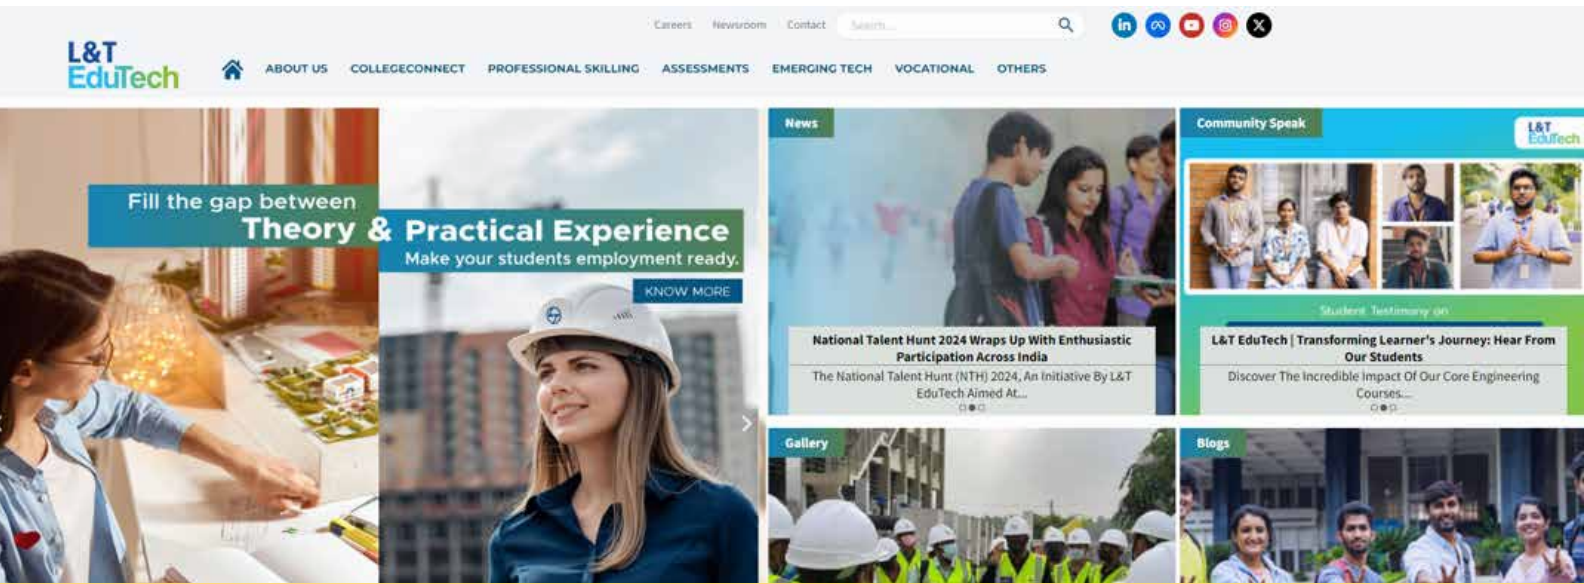 Careers Newsroom Contact Search...
L&T
EduTech
ABOUT US COLLEGECONNECT PROFESSIONAL SKILLING ASSESSMENTS EMERGING TECH VOCATIONAL OTHERS
Fill the gap between
Theory & Practical Experience
Make your students employment ready.
KNOW MORE
News
National Talent Hunt 2024 Wraps Up With Enthusiastic
Participation Across India
The National Talent Hunt (NTH) 2024, An Initiative By L&T
EduTech Aimed At...
Community Speak
L&T
EduTech
Student Testimony on
L&T EduTech | Transforming Learner's Journey: Hear From
Our Students
Discover The Incredible Impact Of Our Core Engineering
Courses...
Gallery
Blogs